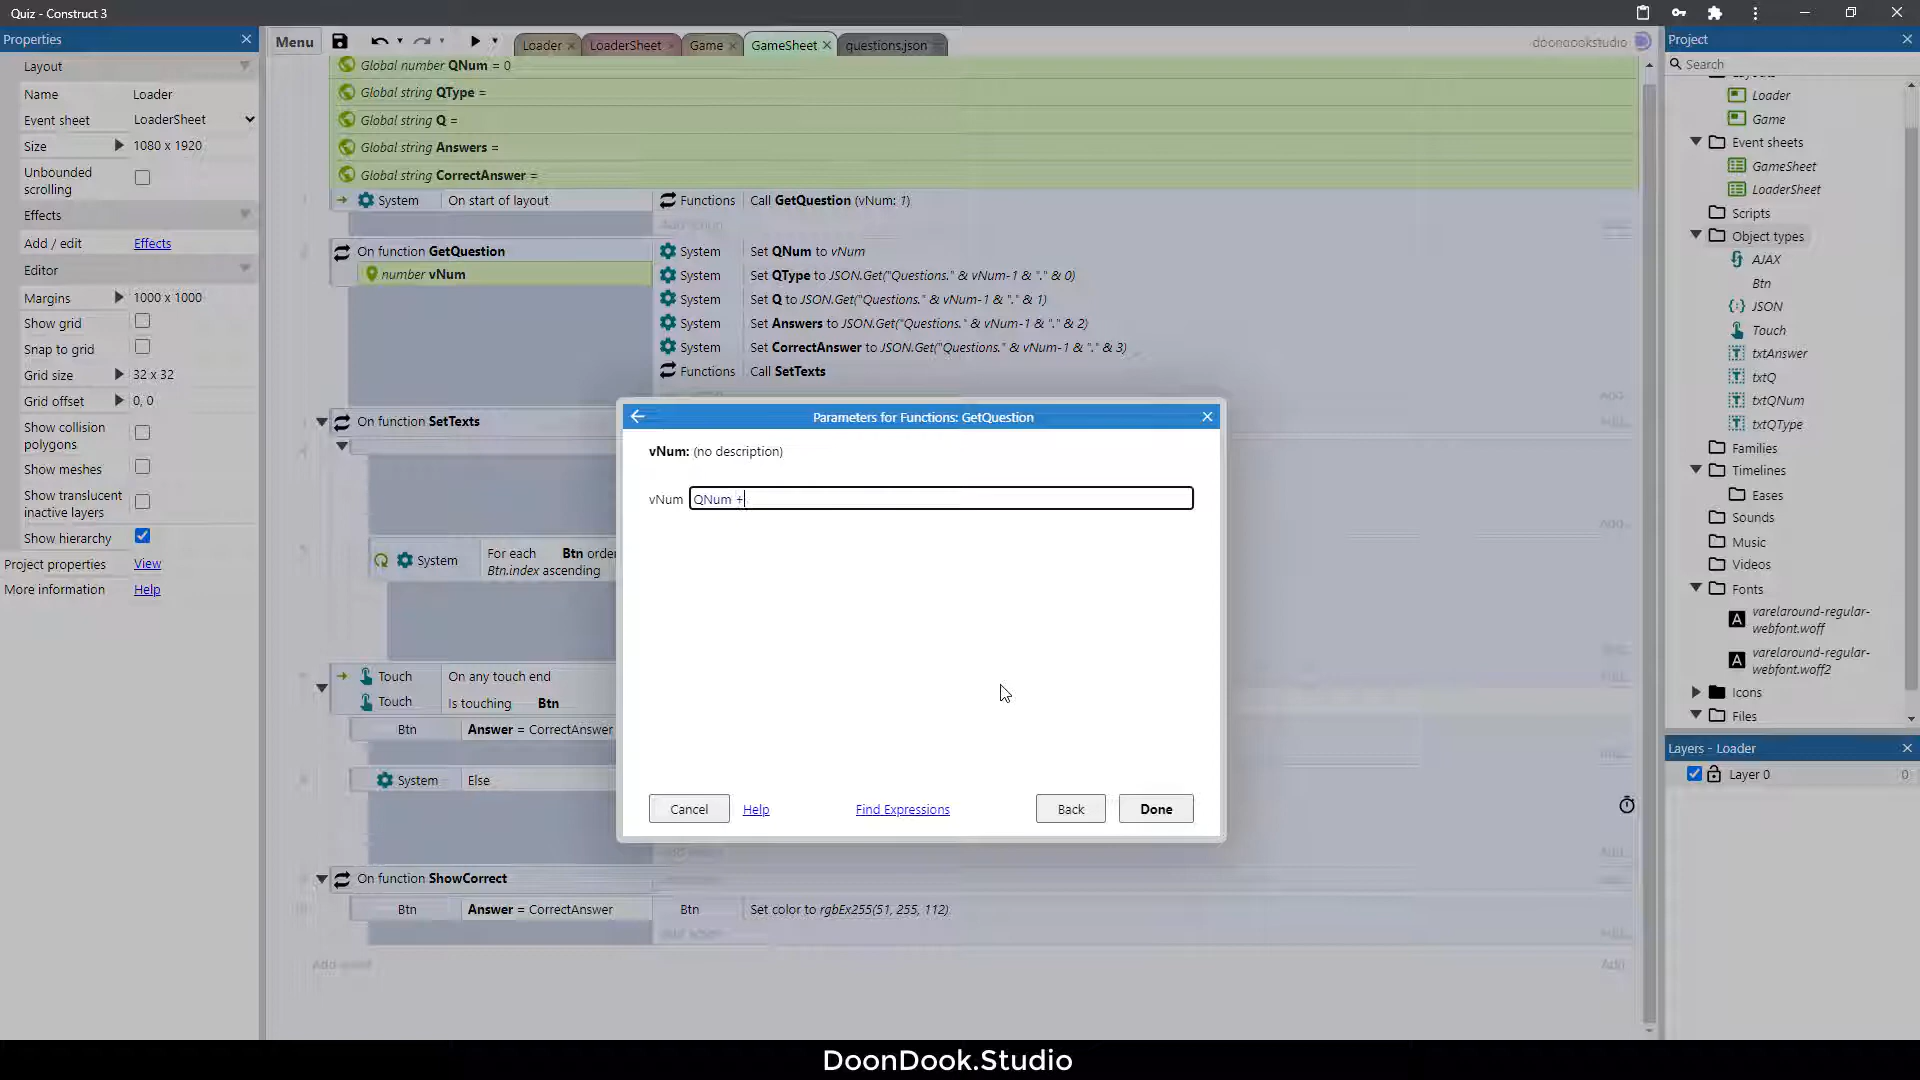 Quiz - Construct 3
Properties
Layout
Name Loader
Event sheet LoaderSheet
Size 1080 x 1920
Unbounded scrolling
Effects
Add / edit Effects
Editor
Margins 1000 x 1000
Show grid
Snap to grid
Grid size 32 x 32
Grid offset 0, 0
Show collision polygons
Show meshes
Show translucent inactive layers
Show hierarchy
Project properties View
More information Help
Menu
Loader
LoaderSheet
Game
GameSheet
questions.json
doondookstudio
Global number QNum = 0
Global string QType =
Global string Q =
Global string Answers =
Global string CorrectAnswer =
System On start of layout Functions Call GetQuestion (vNum: 1)
Add action
On function GetQuestion System Set QNum to vNum
number vNum System Set QType to JSON.Get("Questions." & vNum-1 & "." & 0)
System Set Q to JSON.Get("Questions." & vNum-1 & "." & 1)
System Set Answers to JSON.Get("Questions." & vNum-1 & "." & 2)
System Set CorrectAnswer to JSON.Get("Questions." & vNum-1 & "." & 3)
Functions Call SetTexts
Add...
On function SetTexts
System For each Btn orde
Btn.index ascending
Touch On any touch end
Touch Is touching Btn
Btn Answer = CorrectAnswer
System Else
Add...
On function ShowCorrect
Btn Answer = CorrectAnswer Btn Set color to rgbEx255(51, 255, 112)
Add event Add
Parameters for Functions: GetQuestion
vNum: (no description)
vNum QNum +
Cancel Help Find Expressions Back Done
Project
Search
Loader
Game
Event sheets
GameSheet
LoaderSheet
Scripts
Object types
AJAX
Btn
JSON
Touch
txtAnswer
txtQ
txtQNum
txtQType
Families
Timelines
Eases
Sounds
Music
Videos
Fonts
varelaround-regular-
webfont.woff
varelaround-regular-
webfont.woff2
Icons
Files
Layers - Loader
Layer 0 0
DoonDook.Studio